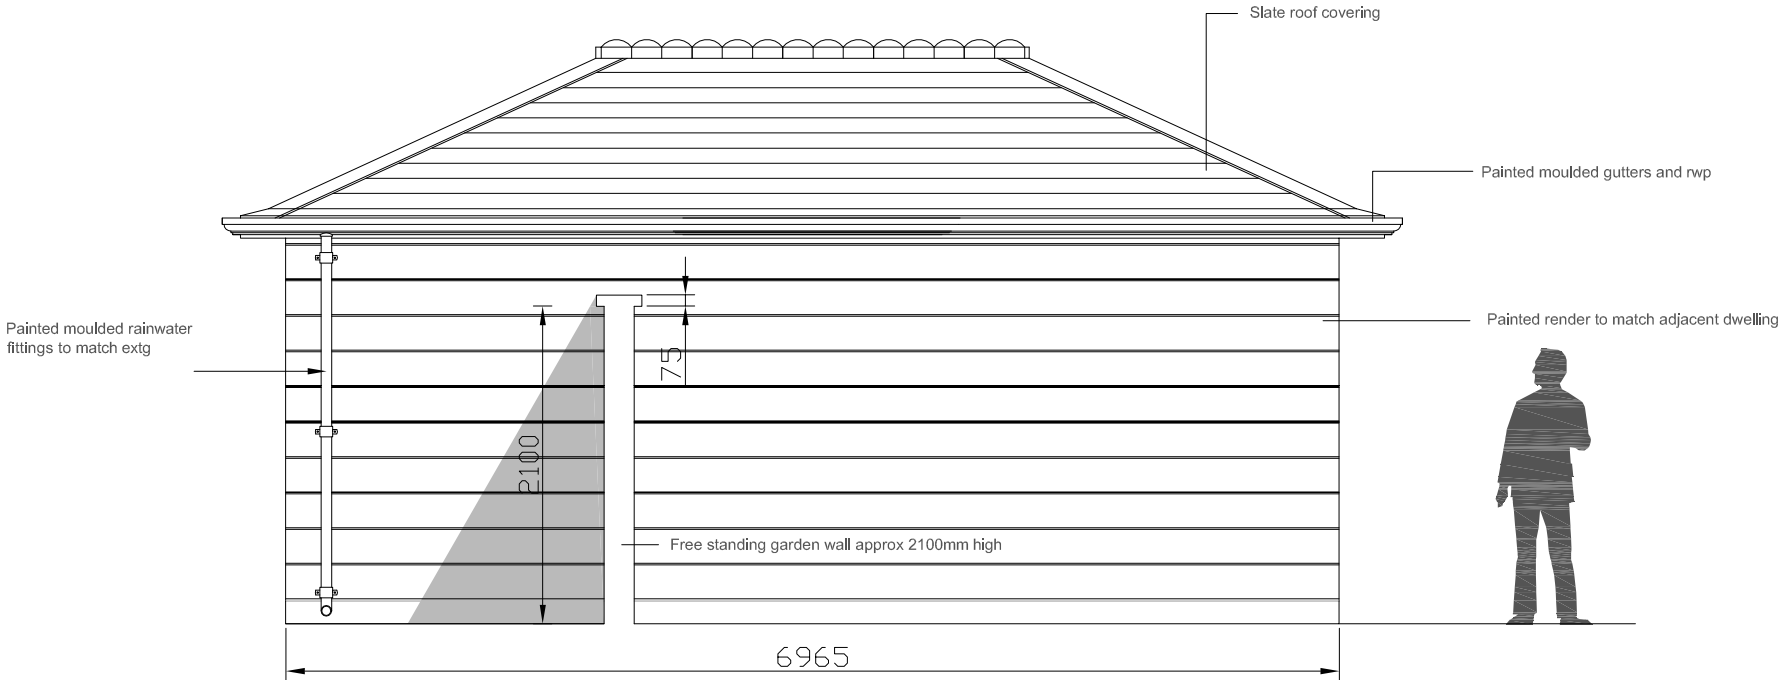 Slate roof covering
Painted moulded gutters and rwp
Painted moulded rainwater
fittings to match extg
Painted render to match adjacent dwelling
75
2100
Free standing garden wall approx 2100mm high
6965